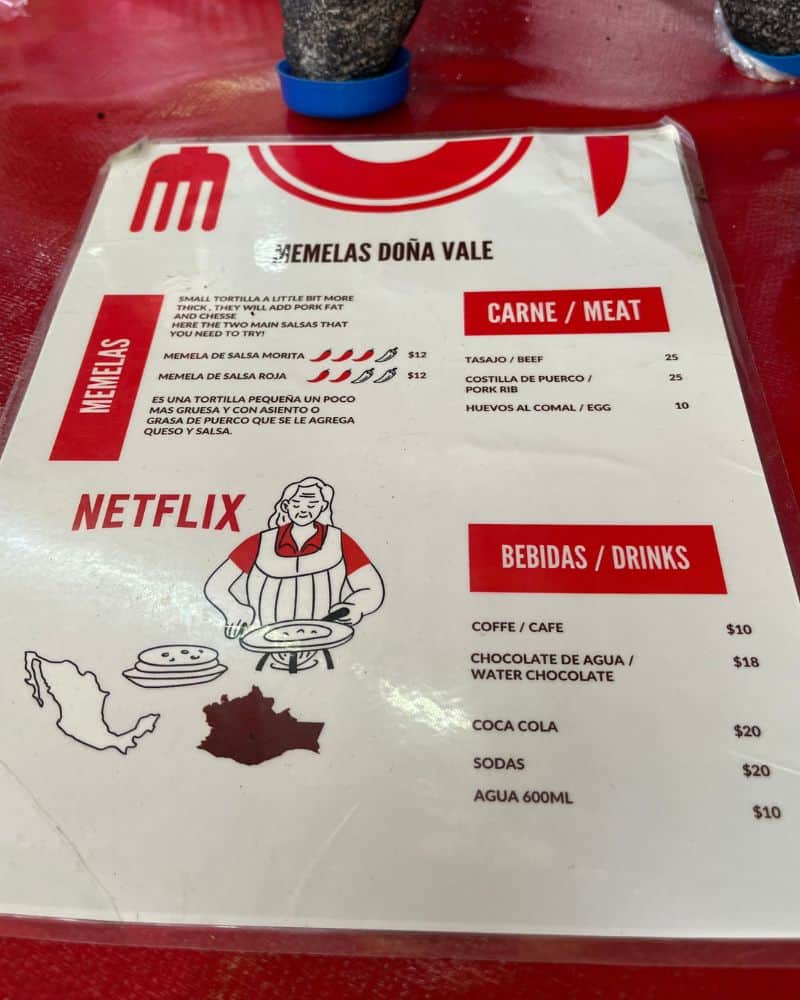 MEMELAS DOÑA VALE
MEMELAS
SMALL TORTILLA A LITTLE BIT MORE
THICK , THEY WILL ADD PORK FAT
AND CHESSE
HERE THE TWO MAIN SALSAS THAT
YOU NEED TO TRY!
MEMELA DE SALSA MORITA $12
MEMELA DE SALSA ROJA $12
ES UNA TORTILLA PEQUEÑA UN POCO
MAS GRUESA Y CON ASIENTO O
GRASA DE PUERCO QUE SE LE AGREGA
QUESO Y SALSA.
NETFLIX
CARNE / MEAT
TASAJO / BEEF 25
COSTILLA DE PUERCO / 25
PORK RIB
HUEVOS AL COMAL / EGG 10
BEBIDAS / DRINKS
COFFE / CAFE $10
CHOCOLATE DE AGUA / $18
WATER CHOCOLATE
COCA COLA $20
SODAS $20
AGUA 600ML $10